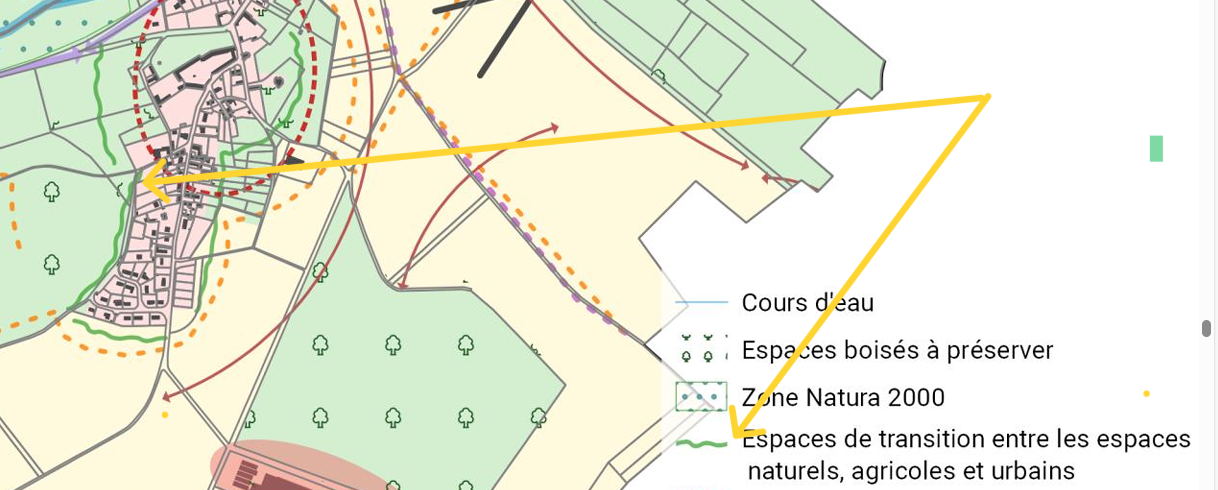 Cours d'eau
Espaces boisés à préserver
Zone Natura 2000
Espaces de transition entre les espaces
naturels, agricoles et urbains